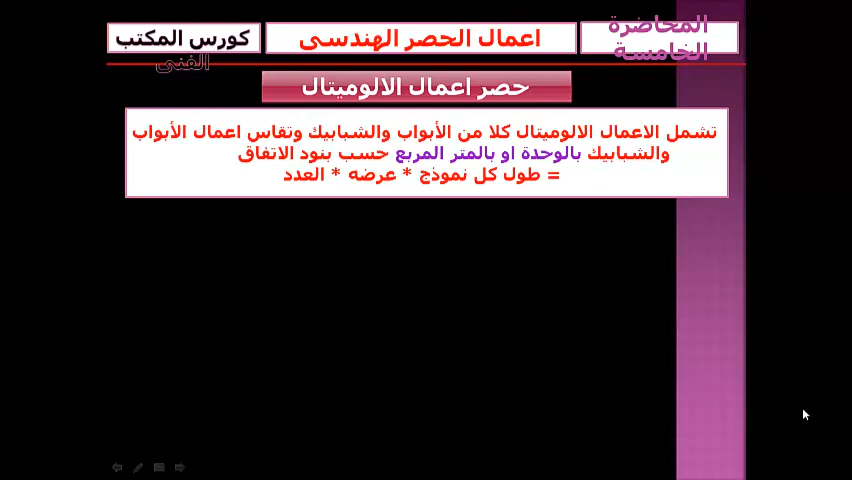 المحاضرة
الخامسة
اعمال الحصر الهندسى
كورس المكتب
الفنى
حصر اعمال الالوميتال
تشمل الاعمال الالوميتال كلا من الأبواب والشبابيك وتقاس اعمال الأبواب
والشبابيك بالوحدة او بالمتر المربع حسب بنود الاتفاق
= طول كل نموذج * عرضه * العدد